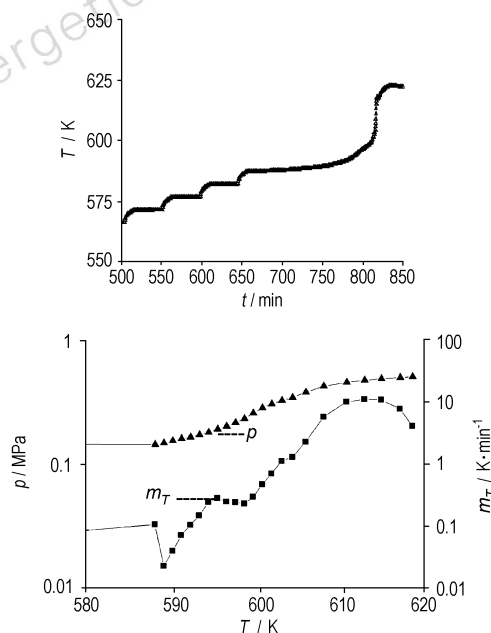 ergetic
650
625
600
575
550
T / K
500 550 600 650 700 750 800 850
t / min
1
0.1
0.01
p / MPa
100
10
1
0.1
0.01
m_T / K·min⁻¹
p
m_T
580 590 600 610 620
T / K